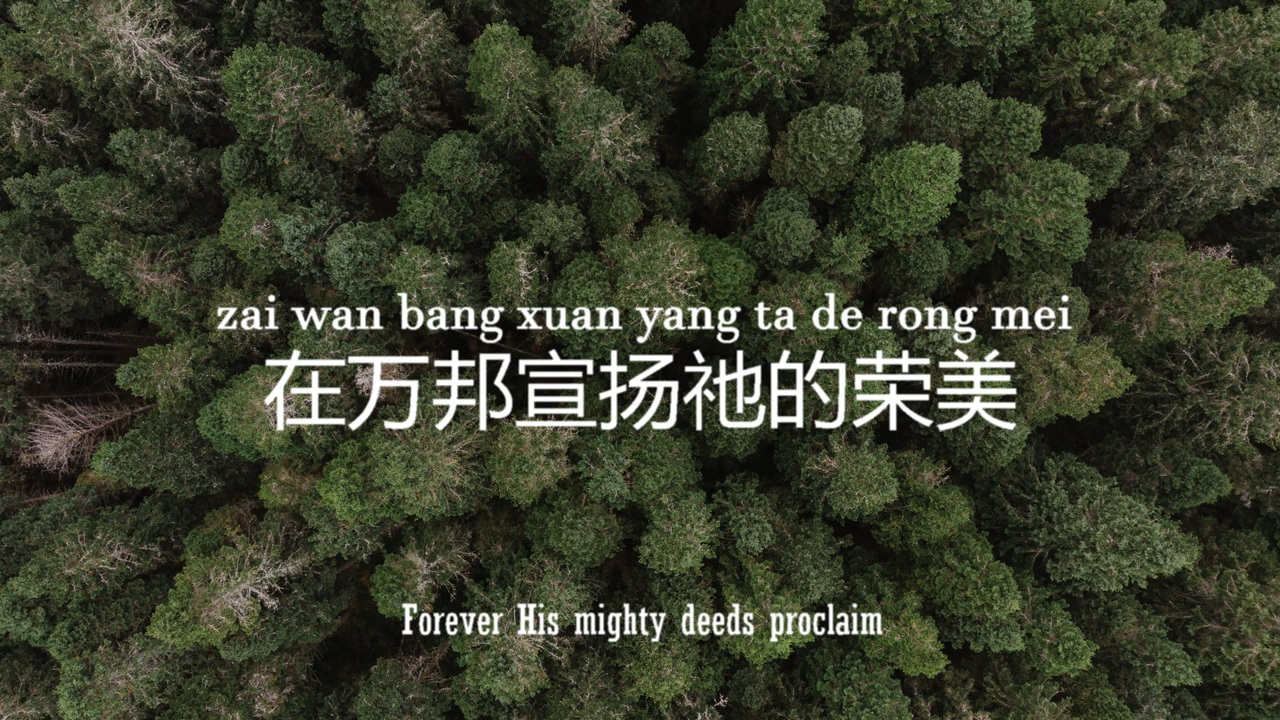 zai wan bang xuan yang ta de rong mei
在万邦宣扬祂的荣美
Forever His mighty deeds proclaim